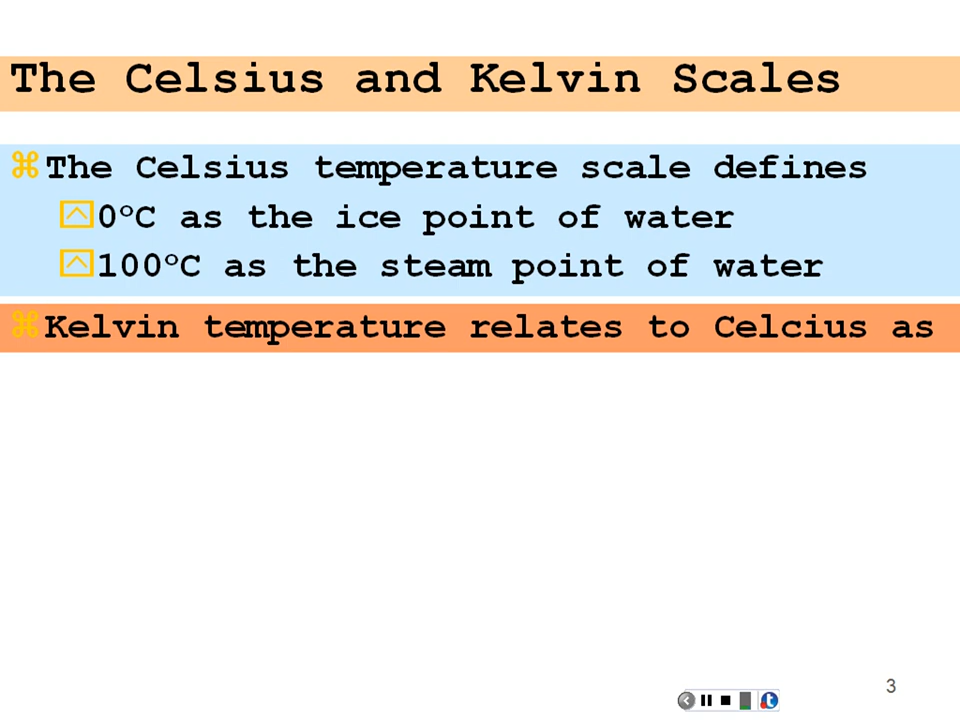 The Celsius and Kelvin Scales
The Celsius temperature scale defines
0°C as the ice point of water
100°C as the steam point of water
Kelvin temperature relates to Celcius as
3